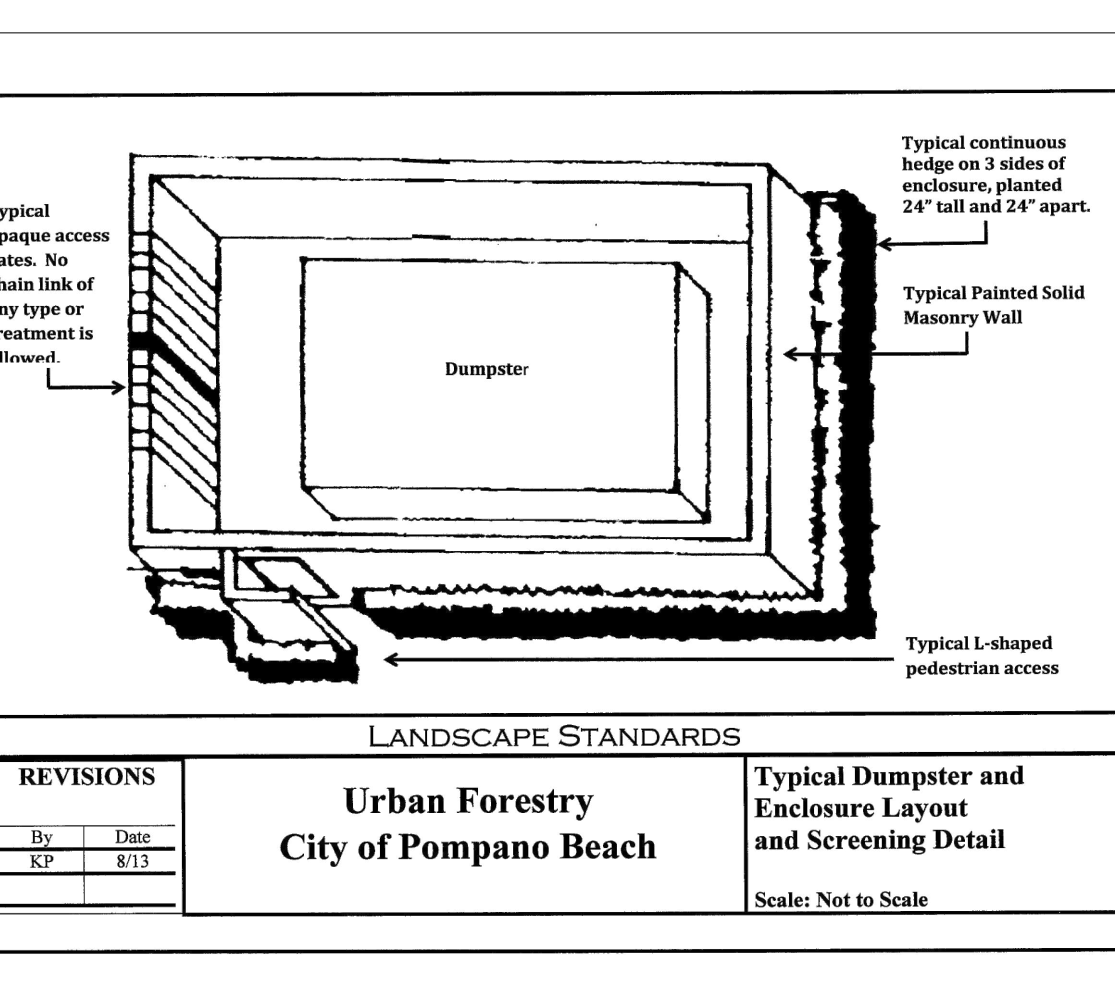 Typical continuous
hedge on 3 sides of
enclosure, planted
24” tall and 24” apart.
ypical
paque access
ates. No
hain link of
ny type or
reatment is
llowed.
Typical Painted Solid
Masonry Wall
Dumpster
Typical L-shaped
pedestrian access
LANDSCAPE STANDARDS
REVISIONS
By Date
KP 8/13
Urban Forestry
City of Pompano Beach
Typical Dumpster and
Enclosure Layout
and Screening Detail
Scale: Not to Scale